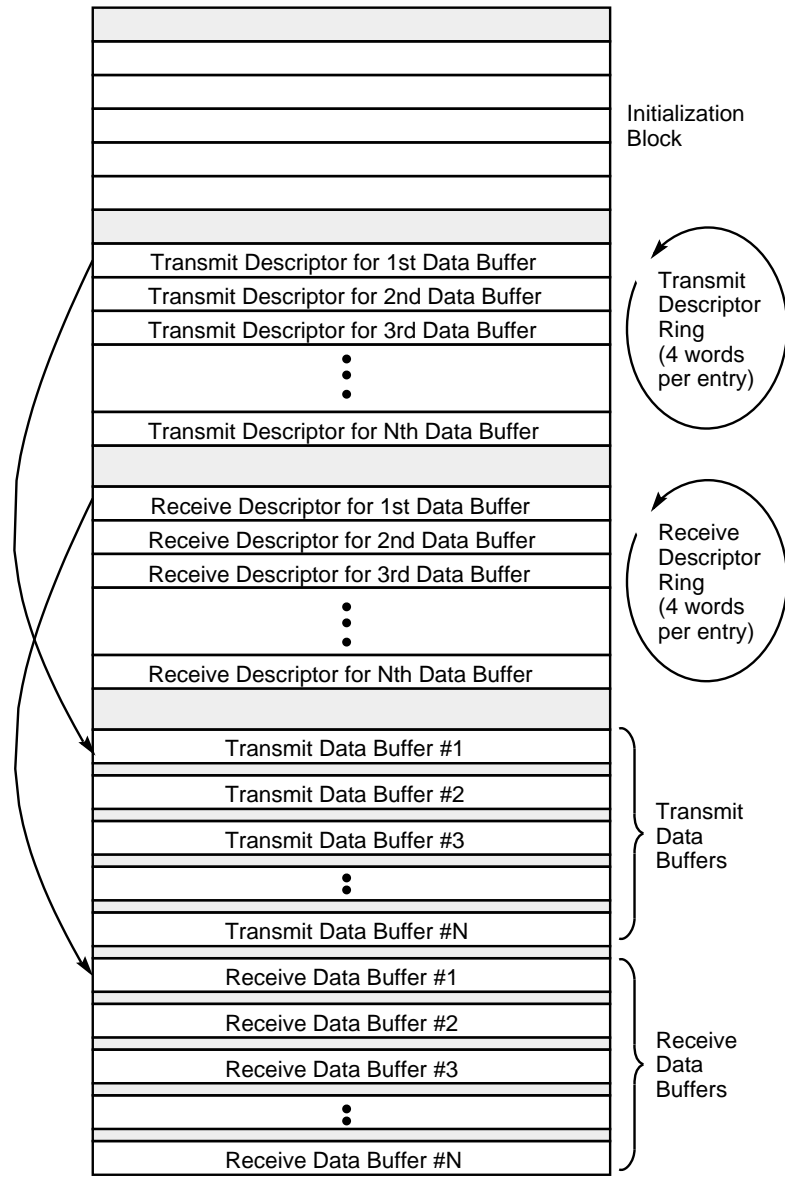 Initialization
Block
Transmit Descriptor for 1st Data Buffer
Transmit Descriptor for 2nd Data Buffer
Transmit Descriptor for 3rd Data Buffer
Transmit Descriptor for Nth Data Buffer
Transmit
Descriptor
Ring
(4 words
per entry)
Receive Descriptor for 1st Data Buffer
Receive Descriptor for 2nd Data Buffer
Receive Descriptor for 3rd Data Buffer
Receive Descriptor for Nth Data Buffer
Receive
Descriptor
Ring
(4 words
per entry)
Transmit Data Buffer #1
Transmit Data Buffer #2
Transmit Data Buffer #3
Transmit Data Buffer #N
Transmit
Data
Buffers
Receive Data Buffer #1
Receive Data Buffer #2
Receive Data Buffer #3
Receive Data Buffer #N
Receive
Data
Buffers